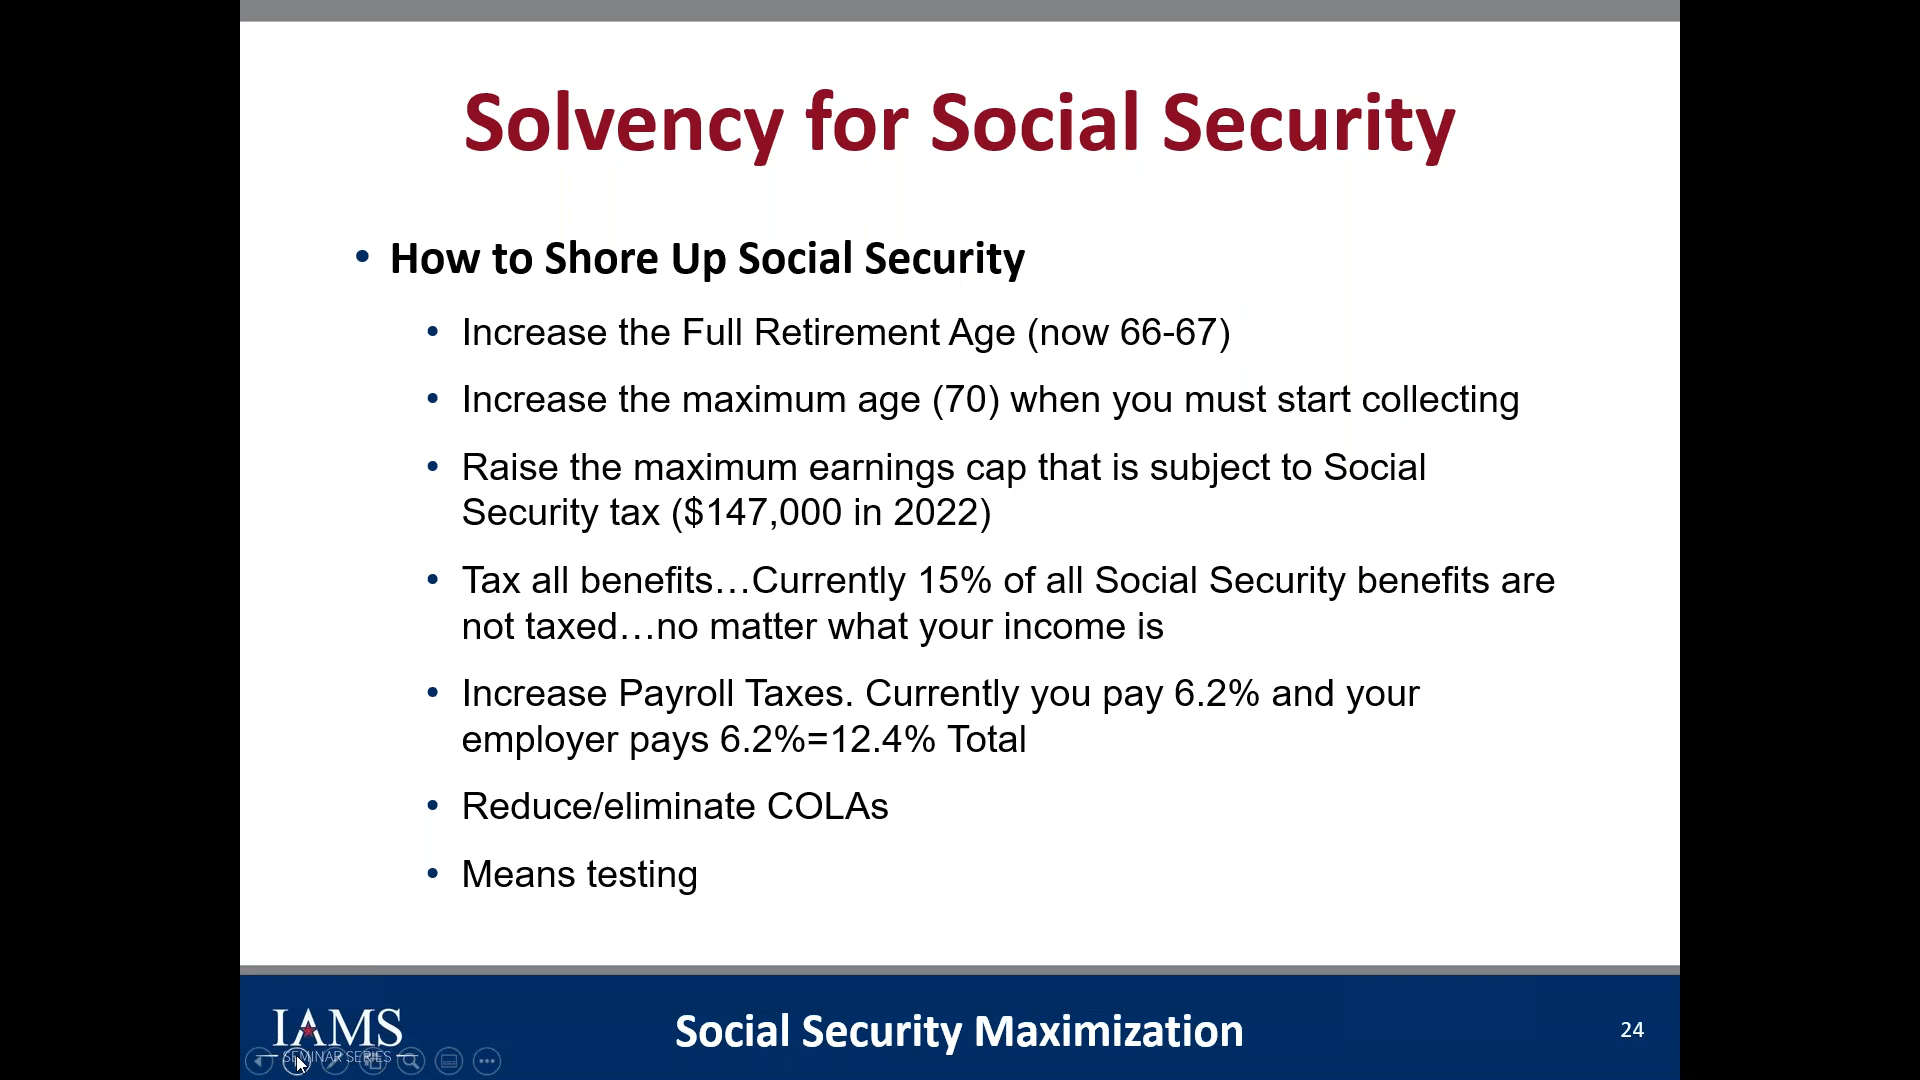 Solvency for Social Security
• How to Shore Up Social Security
• Increase the Full Retirement Age (now 66-67)
• Increase the maximum age (70) when you must start collecting
• Raise the maximum earnings cap that is subject to Social
Security tax ($147,000 in 2022)
• Tax all benefits…Currently 15% of all Social Security benefits are
not taxed…no matter what your income is
• Increase Payroll Taxes. Currently you pay 6.2% and your
employer pays 6.2%=12.4% Total
• Reduce/eliminate COLAs
• Means testing
IAMS
SEMINAR SERIES
Social Security Maximization
24